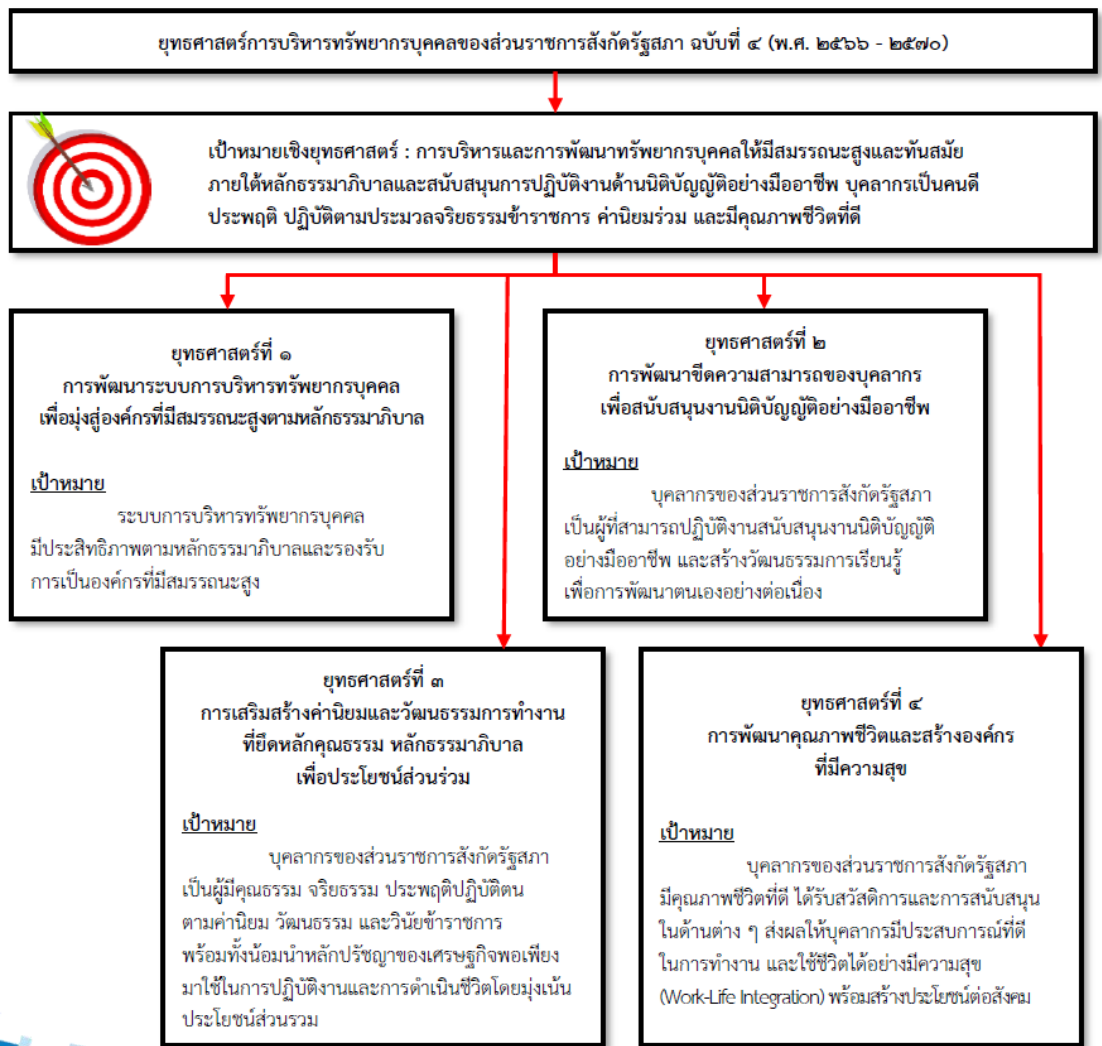 ยุทธศาสตร์การบริหารทรัพยากรบุคคลของส่วนราชการสังกัดรัฐสภา ฉบับที่ ๔ (พ.ศ. ๒๕๖๖ - ๒๕๗๐)
เป้าหมายเชิงยุทธศาสตร์ : การบริหารและการพัฒนาทรัพยากรบุคคลให้มีสมรรถนะสูงและทันสมัย
ภายใต้หลักธรรมาภิบาลและสนับสนุนการปฏิบัติงานด้านนิติบัญญัติอย่างมืออาชีพ บุคลากรเป็นคนดี
ประพฤติ ปฏิบัติตามประมวลจริยธรรมข้าราชการ ค่านิยมร่วม และมีคุณภาพชีวิตที่ดี
ยุทธศาสตร์ที่ ๑
การพัฒนาระบบการบริหารทรัพยากรบุคคล
เพื่อมุ่งสู่องค์กรที่มีสมรรถนะสูงตามหลักธรรมาภิบาล
เป้าหมาย
ระบบการบริหารทรัพยากรบุคคล
มีประสิทธิภาพตามหลักธรรมาภิบาลและรองรับ
การเป็นองค์กรที่มีสมรรถนะสูง
ยุทธศาสตร์ที่ ๒
การพัฒนาขีดความสามารถของบุคลากร
เพื่อสนับสนุนงานนิติบัญญัติอย่างมืออาชีพ
เป้าหมาย
บุคลากรของส่วนราชการสังกัดรัฐสภา
เป็นผู้ที่สามารถปฏิบัติงานสนับสนุนงานนิติบัญญัติ
อย่างมืออาชีพ และสร้างวัฒนธรรมการเรียนรู้
เพื่อการพัฒนาตนเองอย่างต่อเนื่อง
ยุทธศาสตร์ที่ ๓
การเสริมสร้างค่านิยมและวัฒนธรรมการทำงาน
ที่ยึดหลักคุณธรรม หลักธรรมาภิบาล
เพื่อประโยชน์ส่วนร่วม
เป้าหมาย
บุคลากรของส่วนราชการสังกัดรัฐสภา
เป็นผู้มีคุณธรรม จริยธรรม ประพฤติปฏิบัติตน
ตามค่านิยม วัฒนธรรม และวินัยข้าราชการ
พร้อมทั้งน้อมนำหลักปรัชญาของเศรษฐกิจพอเพียง
มาใช้ในการปฏิบัติงานและการดำเนินชีวิตโดยมุ่งเน้น
ประโยชน์ส่วนรวม
ยุทธศาสตร์ที่ ๔
การพัฒนาคุณภาพชีวิตและสร้างองค์กร
ที่มีความสุข
เป้าหมาย
บุคลากรของส่วนราชการสังกัดรัฐสภา
มีคุณภาพชีวิตที่ดี ได้รับสวัสดิการและการสนับสนุน
ในด้านต่าง ๆ ส่งผลให้บุคลากรมีประสบการณ์ที่ดี
ในการทำงาน และใช้ชีวิตได้อย่างมีความสุข
(Work-Life Integration) พร้อมสร้างประโยชน์ต่อสังคม